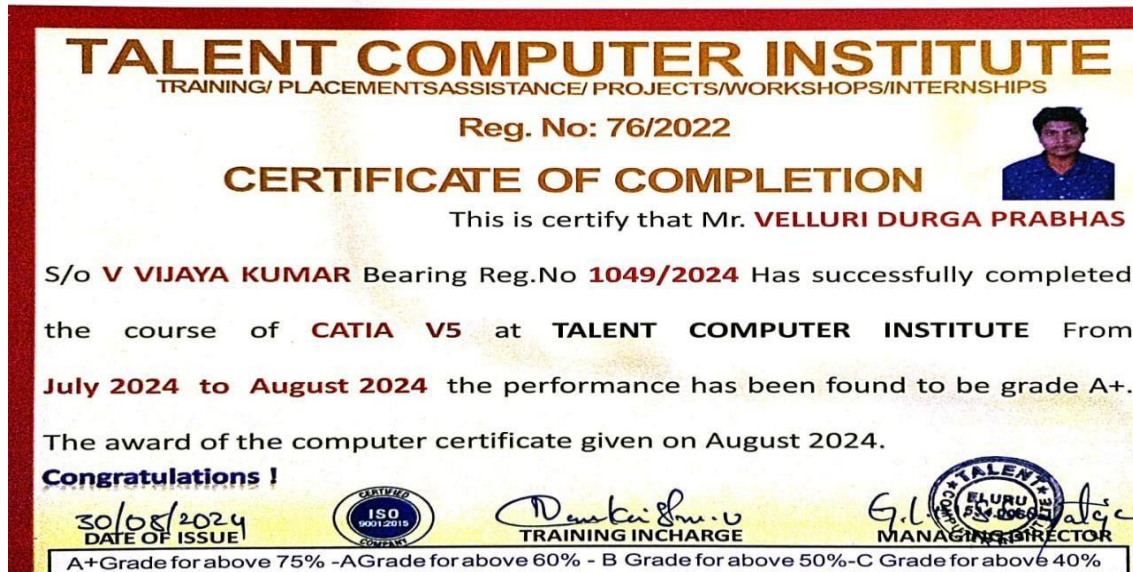 TALENT COMPUTER INSTITUTE
TRAINING/ PLACEMENTSASSISTANCE/ PROJECTS/WORKSHOPS/INTERNSHIPS
Reg. No: 76/2022
CERTIFICATE OF COMPLETION
This is certify that Mr. VELLURI DURGA PRABHAS
S/o V VIJAYA KUMAR Bearing Reg.No 1049/2024 Has successfully completed
the course of CATIA V5 at TALENT COMPUTER INSTITUTE From
July 2024 to August 2024 the performance has been found to be grade A+.
The award of the computer certificate given on August 2024.
Congratulations !
30/08/2024
DATE OF ISSUE
CERTIFIED
ISO
9001:2015
COMPANY
TRAINING INCHARGE
TALENT
ELURU
MANAGING DIRECTOR
A+Grade for above 75% -AGrade for above 60% - B Grade for above 50%-C Grade for above 40%